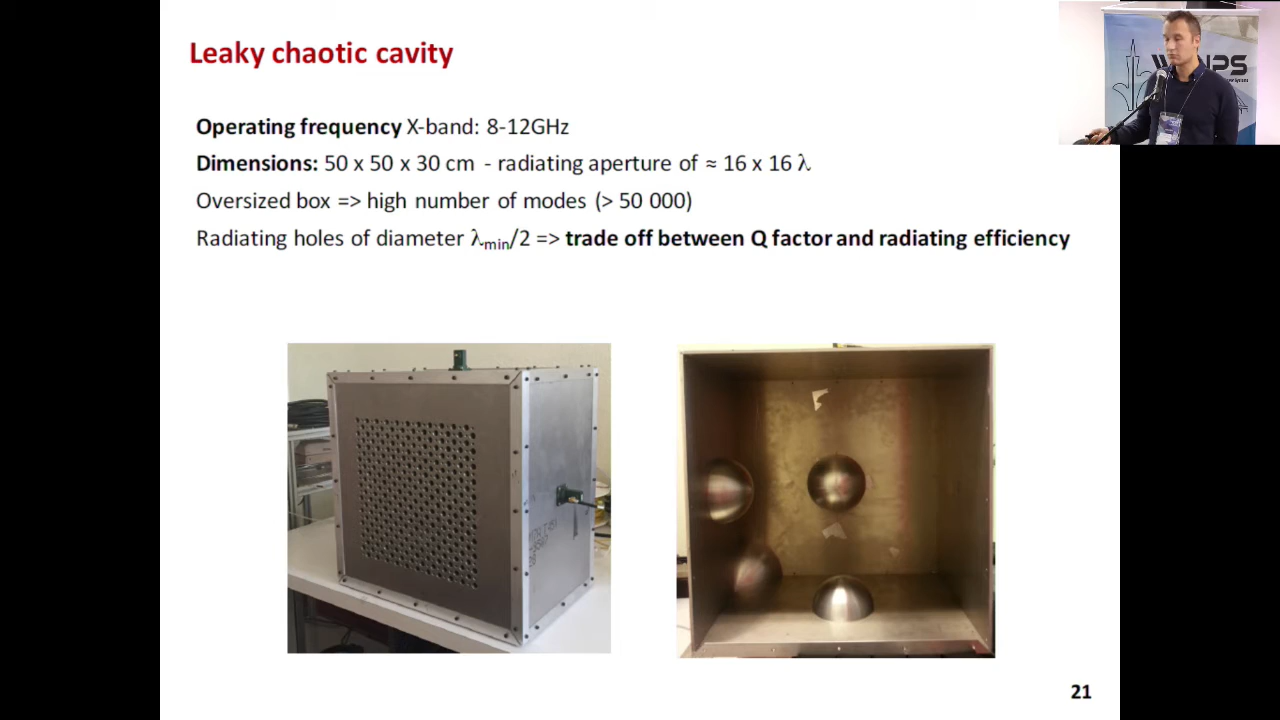 Leaky chaotic cavity
Operating frequency X-band: 8-12GHz
Dimensions: 50 x 50 x 30 cm - radiating aperture of ≈ 16 x 16 λ
Oversized box => high number of modes (> 50 000)
Radiating holes of diameter λmin/2 => trade off between Q factor and radiating efficiency
21